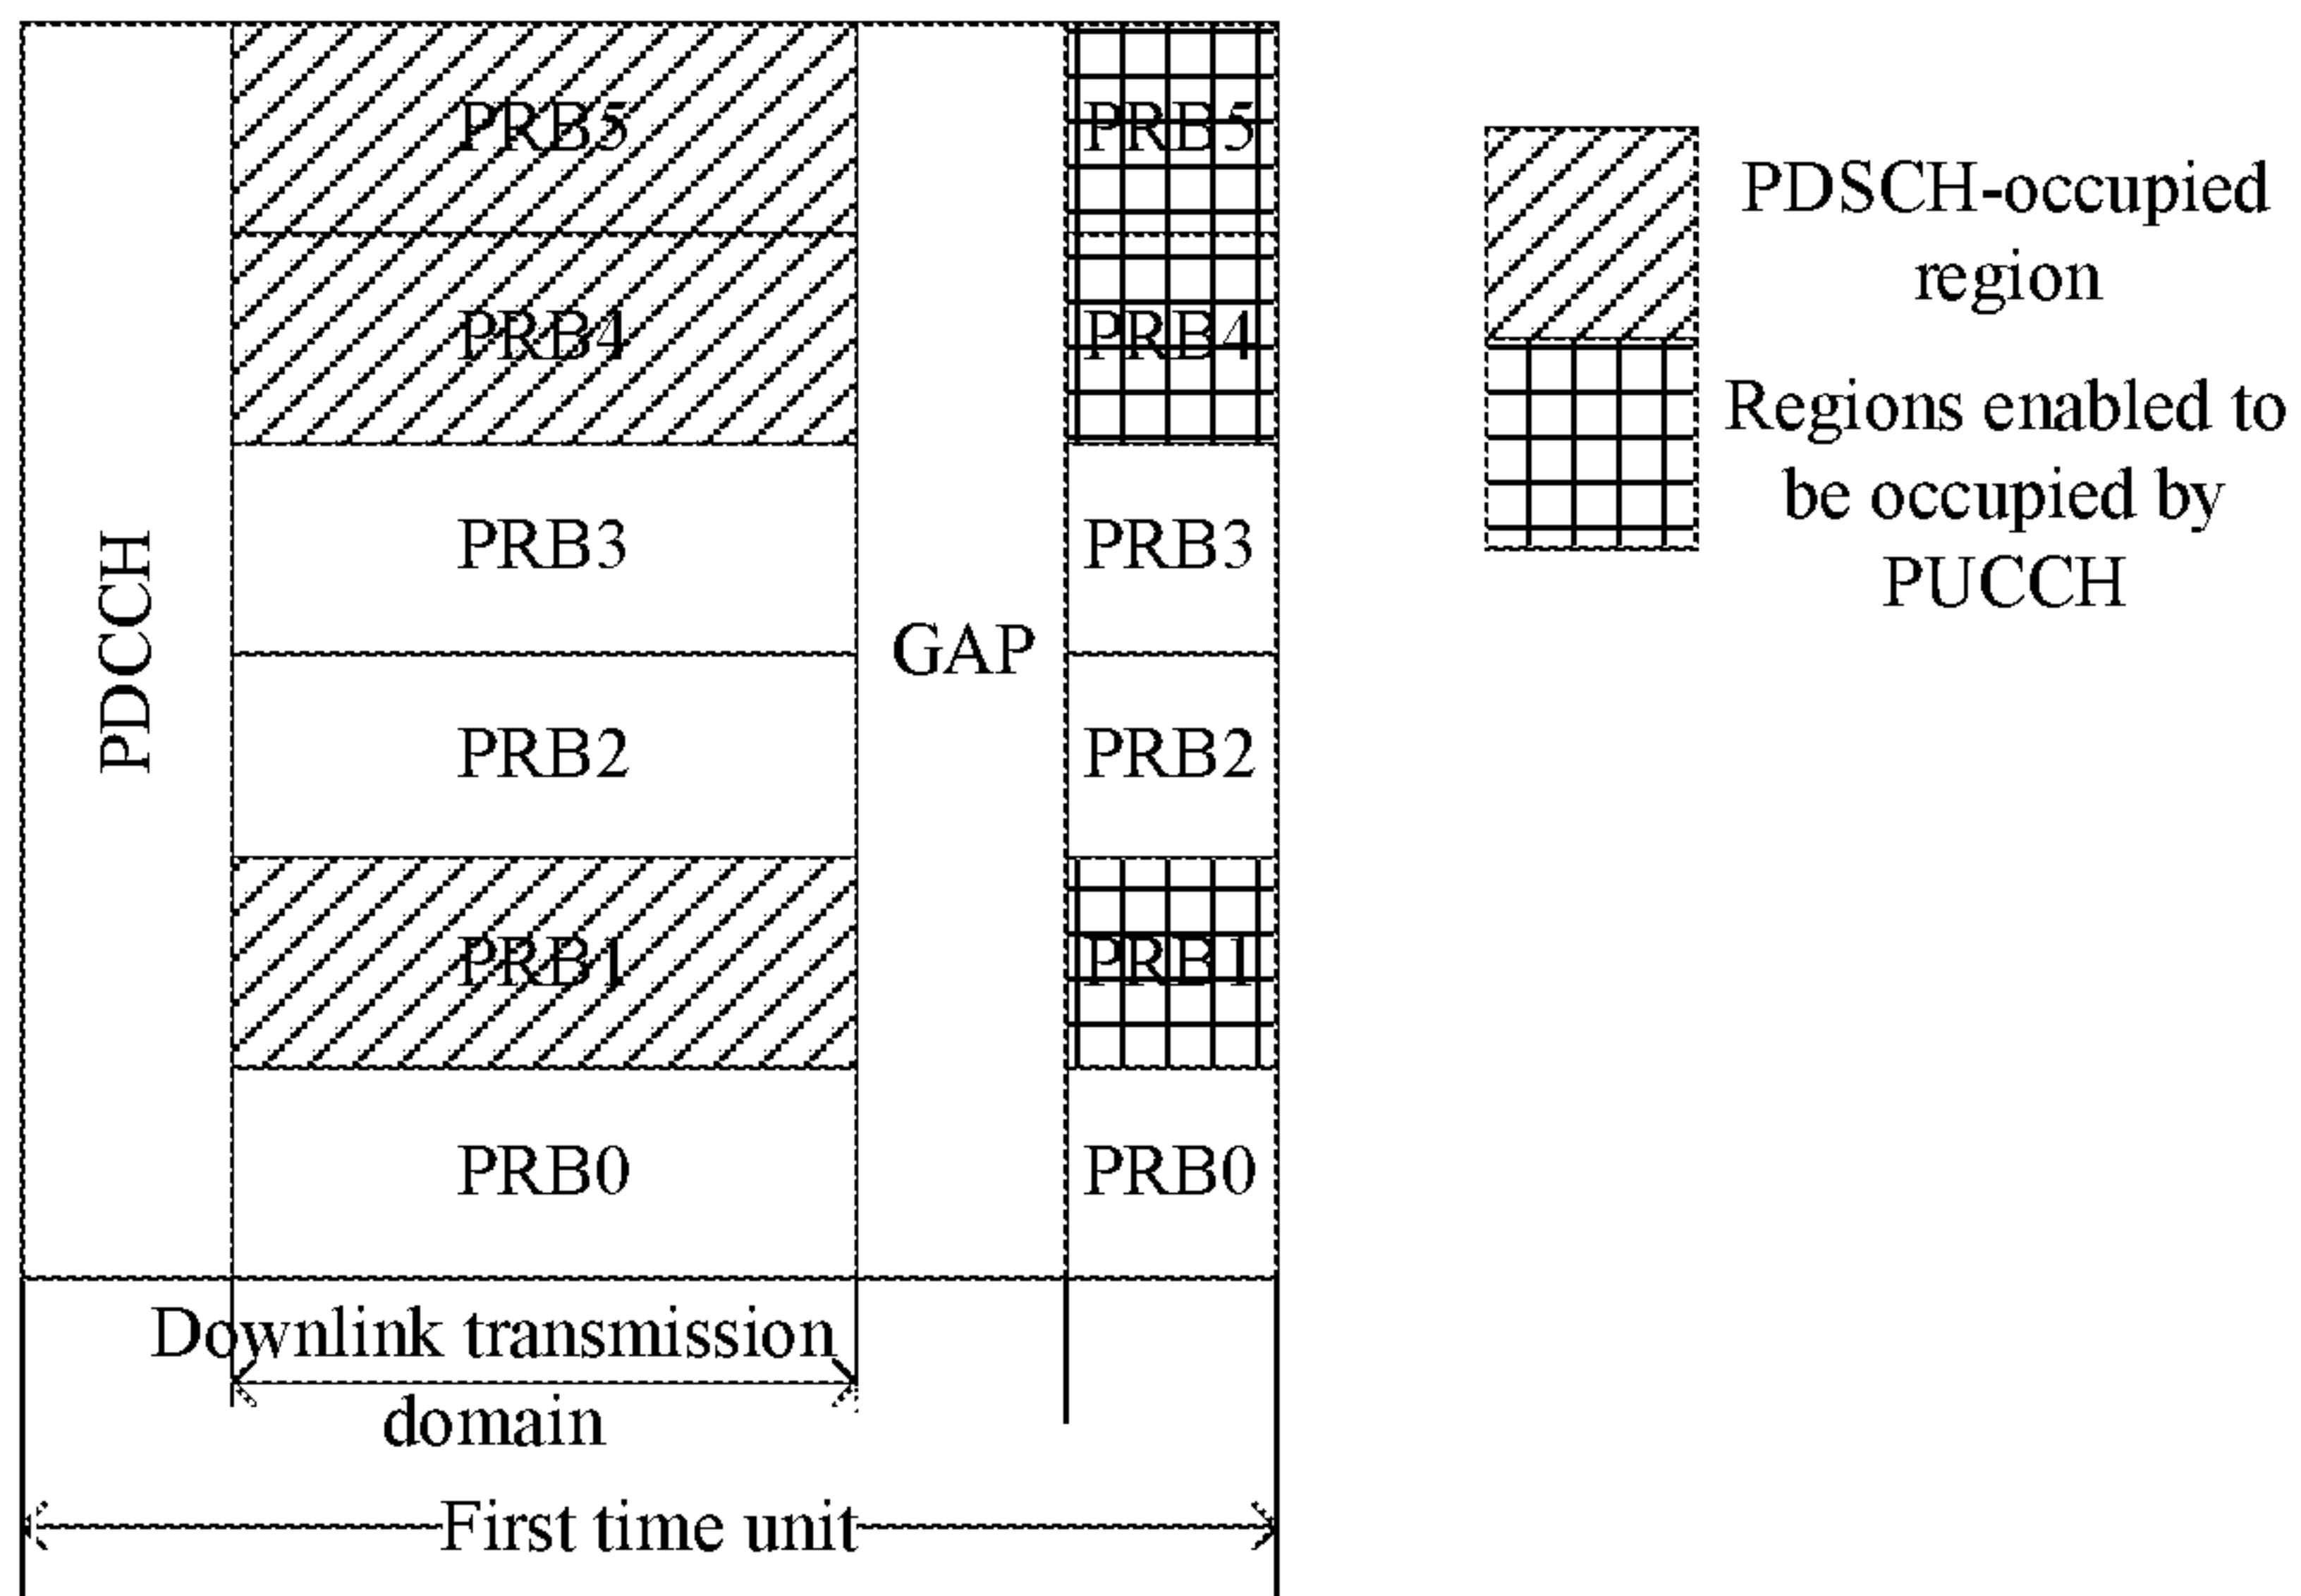 PDCCH
PRB5
PRB4
PRB3
PRB2
PRB1
PRB0
GAP
PRB5
PRB4
PRB3
PRB2
PRB1
PRB0
Downlink transmission
domain
First time unit
PDSCH-occupied
region
Regions enabled to
be occupied by
PUCCH